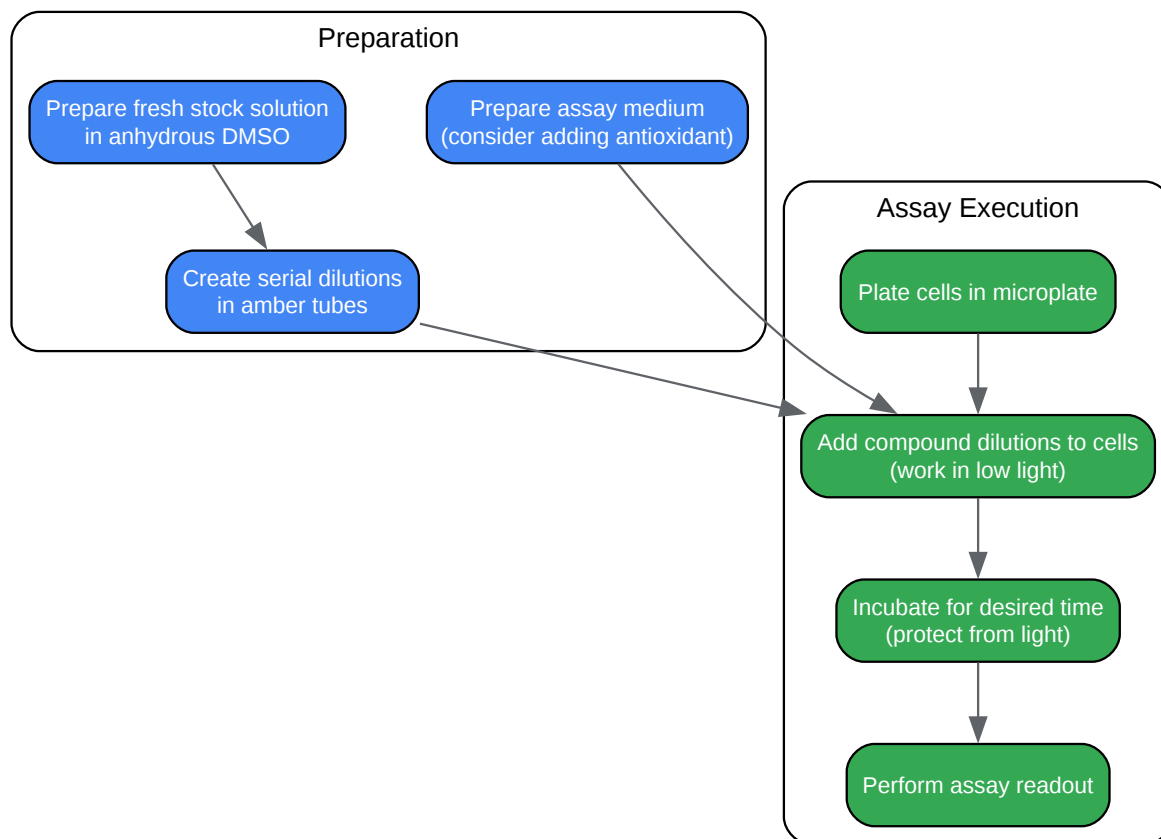 Preparation
Prepare fresh stock solution
in anhydrous DMSO
Prepare assay medium
(consider adding antioxidant)
Create serial dilutions
in amber tubes
Assay Execution
Plate cells in microplate
Add compound dilutions to cells
(work in low light)
Incubate for desired time
(protect from light)
Perform assay readout